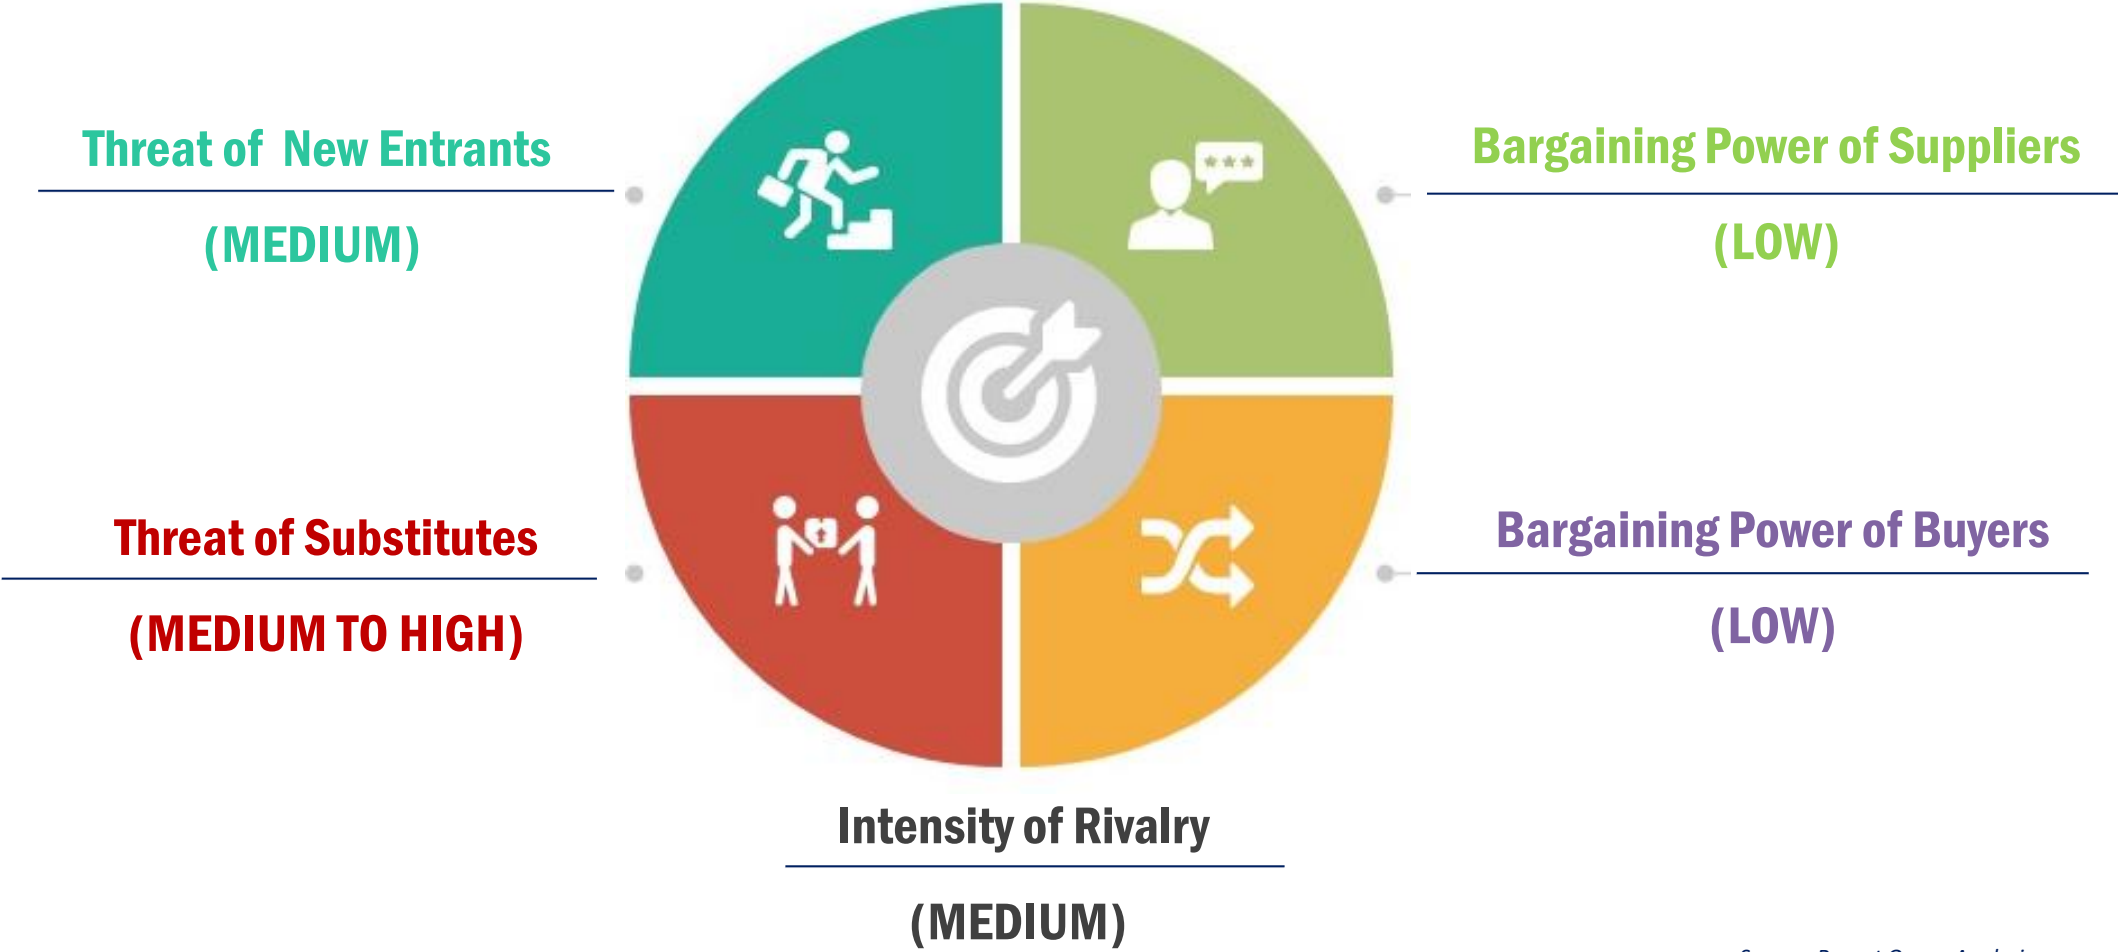 Threat of New Entrants
(MEDIUM)
Bargaining Power of Suppliers
(LOW)
Threat of Substitutes
(MEDIUM TO HIGH)
Bargaining Power of Buyers
(LOW)
Intensity of Rivalry
(MEDIUM)